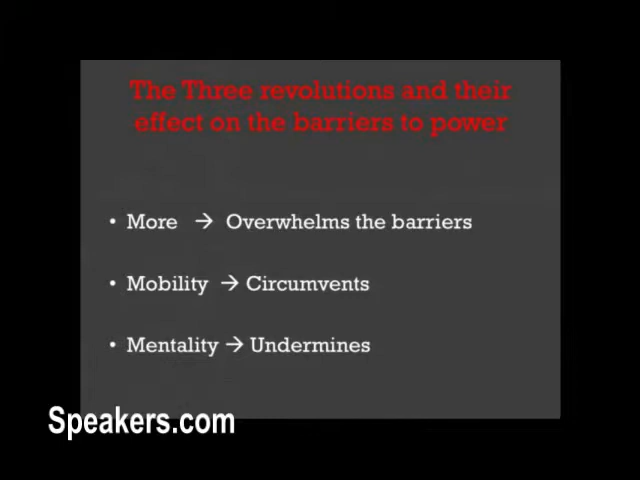 The Three revolutions and their
effect on the barriers to power
• More → Overwhelms the barriers
• Mobility → Circumvents
• Mentality → Undermines
Speakers.com